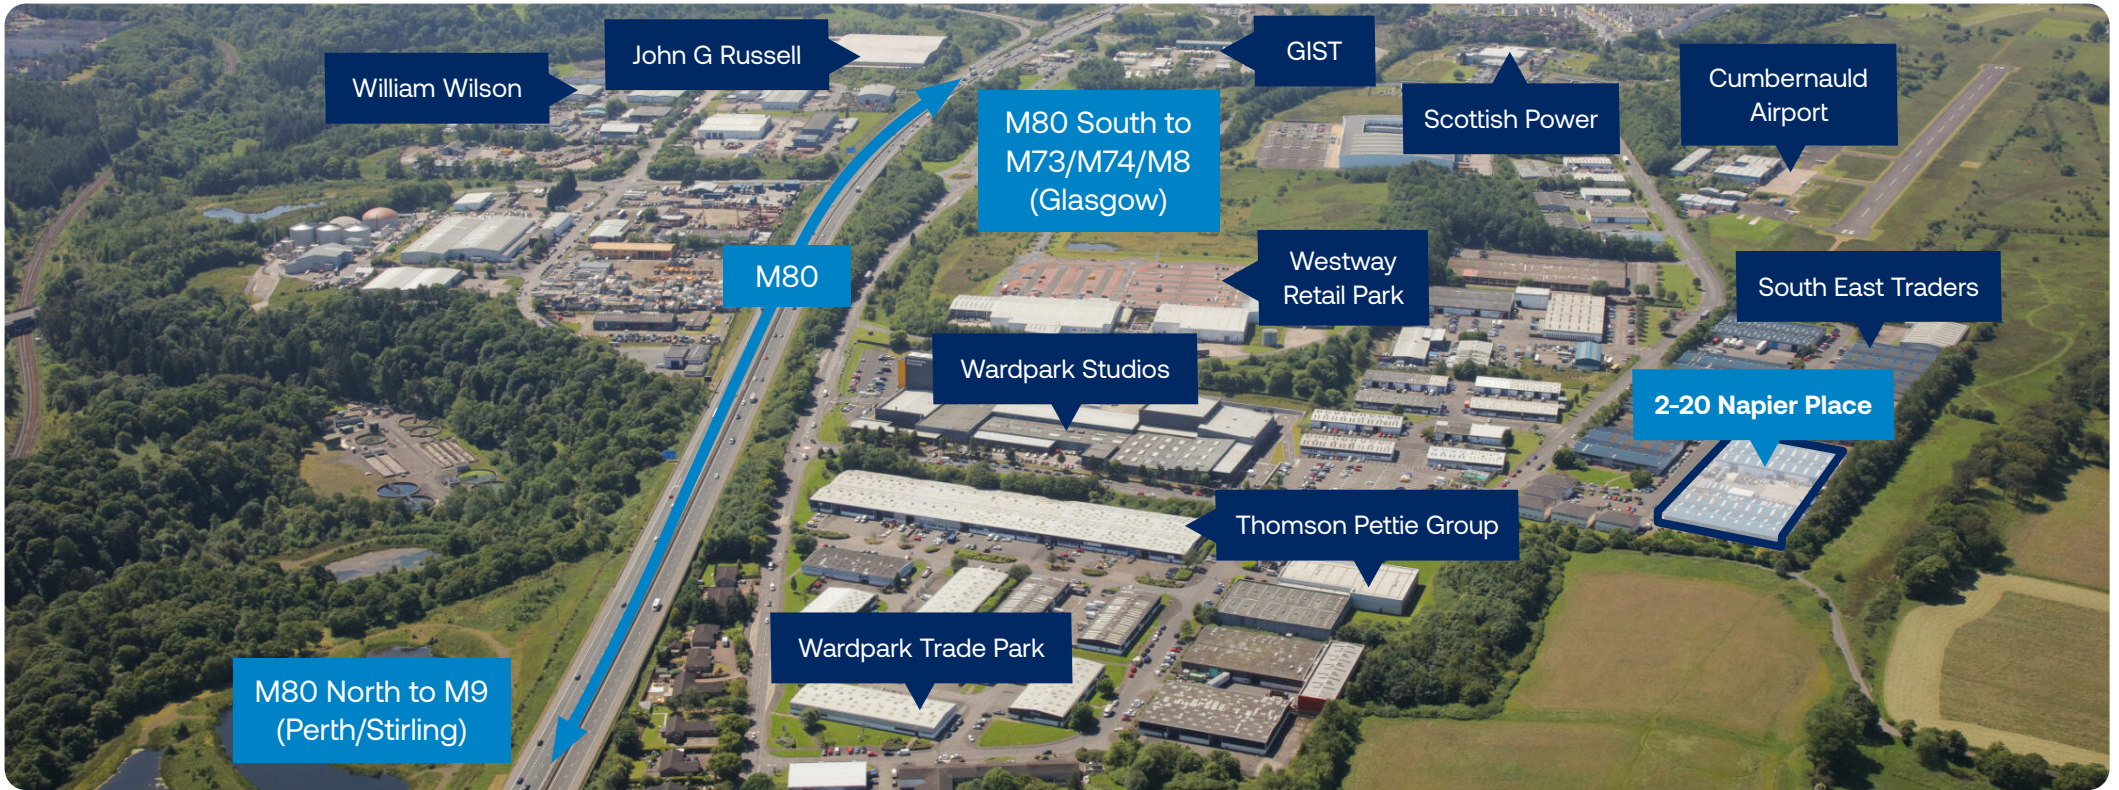 John G Russell
William Wilson
GIST
Cumbernauld
Airport
Scottish Power
M80 South to
M73/M74/M8
(Glasgow)
M80
Westway
Retail Park
South East Traders
Wardpark Studios
2-20 Napier Place
Thomson Pettie Group
Wardpark Trade Park
M80 North to M9
(Perth/Stirling)